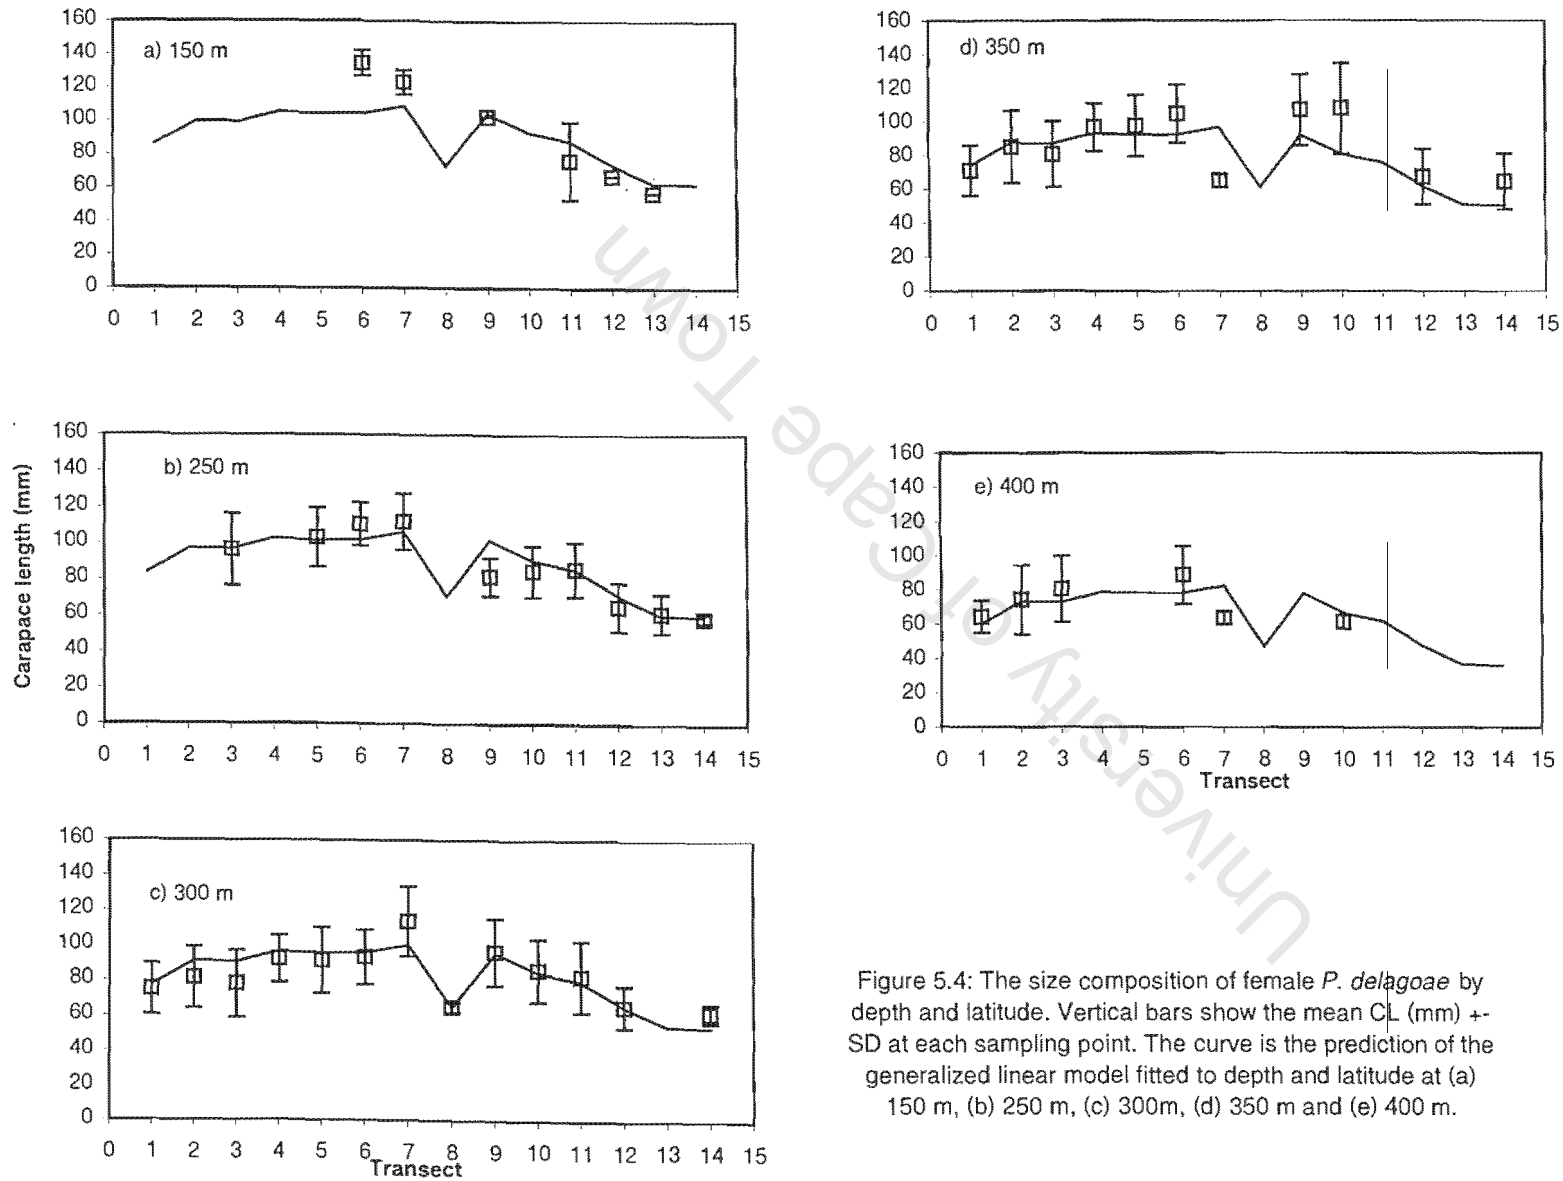 a) 150 m
160
140
120
100
80
60
40
20
0
0 1 2 3 4 5 6 7 8 9 10 11 12 13 14 15
b) 250 m
Carapace length (mm)
160
140
120
100
80
60
40
20
0
0 1 2 3 4 5 6 7 8 9 10 11 12 13 14 15
c) 300 m
160
140
120
100
80
60
40
20
0
0 1 2 3 4 5 6 7 8 9 10 11 12 13 14 15
Transect
d) 350 m
160
140
120
100
80
60
40
20
0
0 1 2 3 4 5 6 7 8 9 10 11 12 13 14 15
e) 400 m
160
140
120
100
80
60
40
20
0
0 1 2 3 4 5 6 7 8 9 10 11 12 13 14 15
Transect
Figure 5.4: The size composition of female P. delagoae by
depth and latitude. Vertical bars show the mean CL (mm) +-
SD at each sampling point. The curve is the prediction of the
generalized linear model fitted to depth and latitude at (a)
150 m, (b) 250 m, (c) 300m, (d) 350 m and (e) 400 m.
University of Cape Town